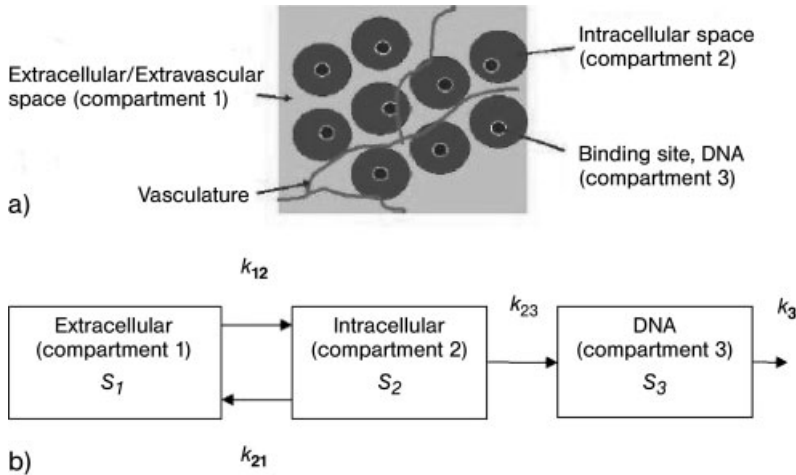 Extracellular/Extravascular
space (compartment 1)
Intracellular space
(compartment 2)
Binding site, DNA
(compartment 3)
Vasculature
a)
k12
k23
k3
Extracellular
(compartment 1)
S1
Intracellular
(compartment 2)
S2
DNA
(compartment 3)
S3
k21
b)